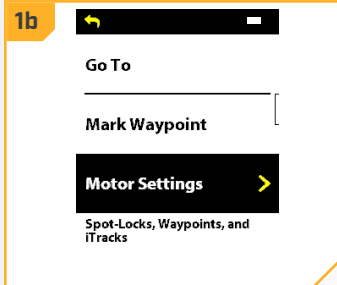 1b
Go To
Mark Waypoint
Motor Settings
Spot-Locks, Waypoints, and
iTracks